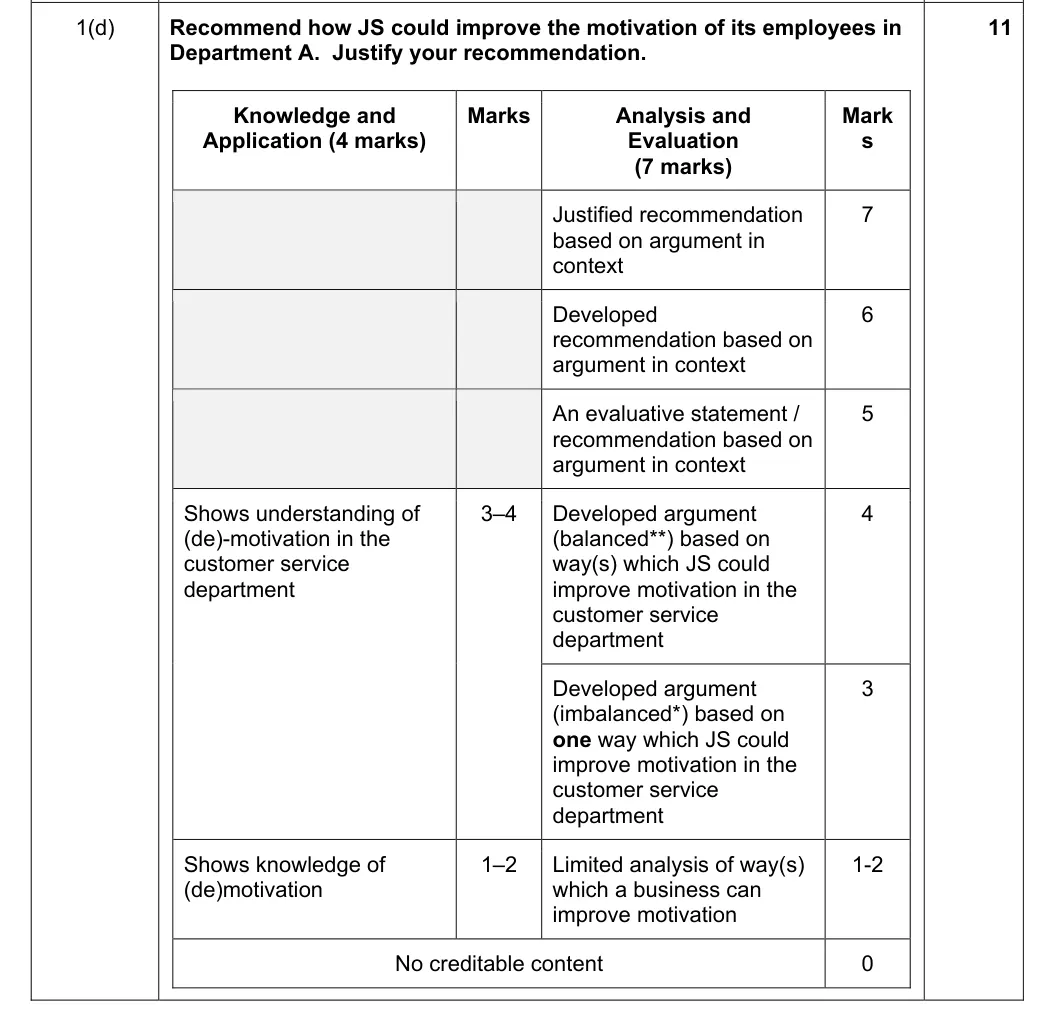 1(d)
Recommend how JS could improve the motivation of its employees in
Department A.  Justify your recommendation.
11
Knowledge and
Application (4 marks)
Marks
Analysis and
Evaluation
(7 marks)
Mark
s
Justified recommendation
based on argument in
context
7
Developed
recommendation based on
argument in context
6
An evaluative statement /
recommendation based on
argument in context
5
Shows understanding of
(de)-motivation in the
customer service
department
3–4
Developed argument
(balanced**) based on
way(s) which JS could
improve motivation in the
customer service
department
4
Developed argument
(imbalanced*) based on
one way which JS could
improve motivation in the
customer service
department
3
Shows knowledge of
(de)motivation
1–2
Limited analysis of way(s)
which a business can
improve motivation
1-2
No creditable content
0